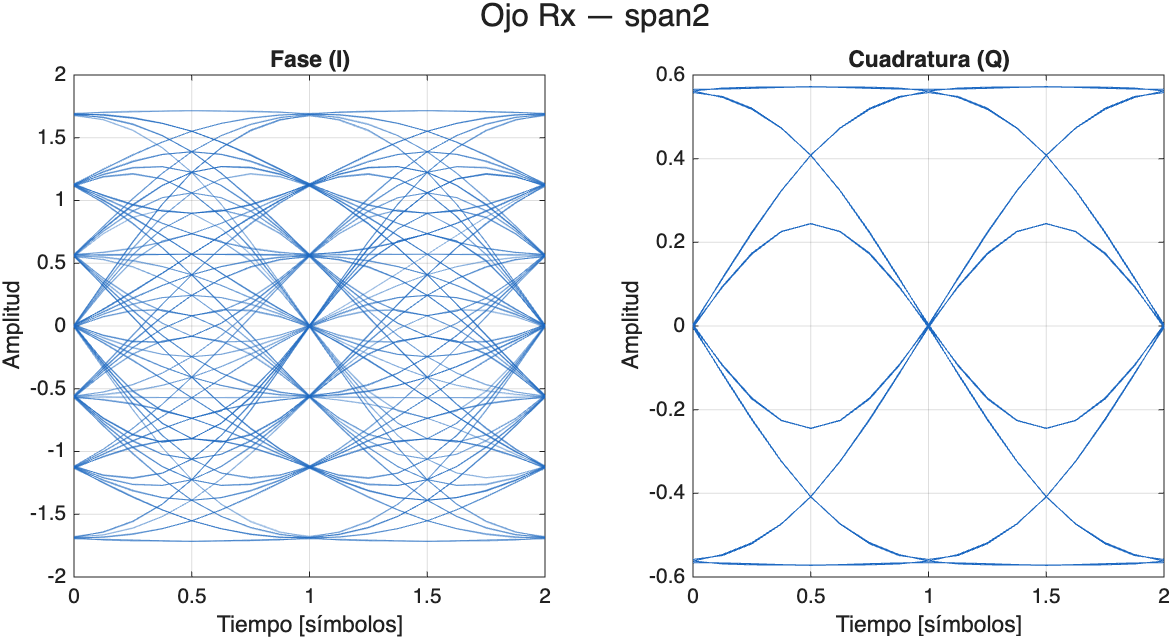 Ojo Rx — span2
Fase (I)
Amplitud
2
1.5
1
0.5
0
-0.5
-1
-1.5
-2
0 0.5 1 1.5 2
Tiempo [símbolos]
Cuadratura (Q)
Amplitud
0.6
0.4
0.2
0
-0.2
-0.4
-0.6
0 0.5 1 1.5 2
Tiempo [símbolos]